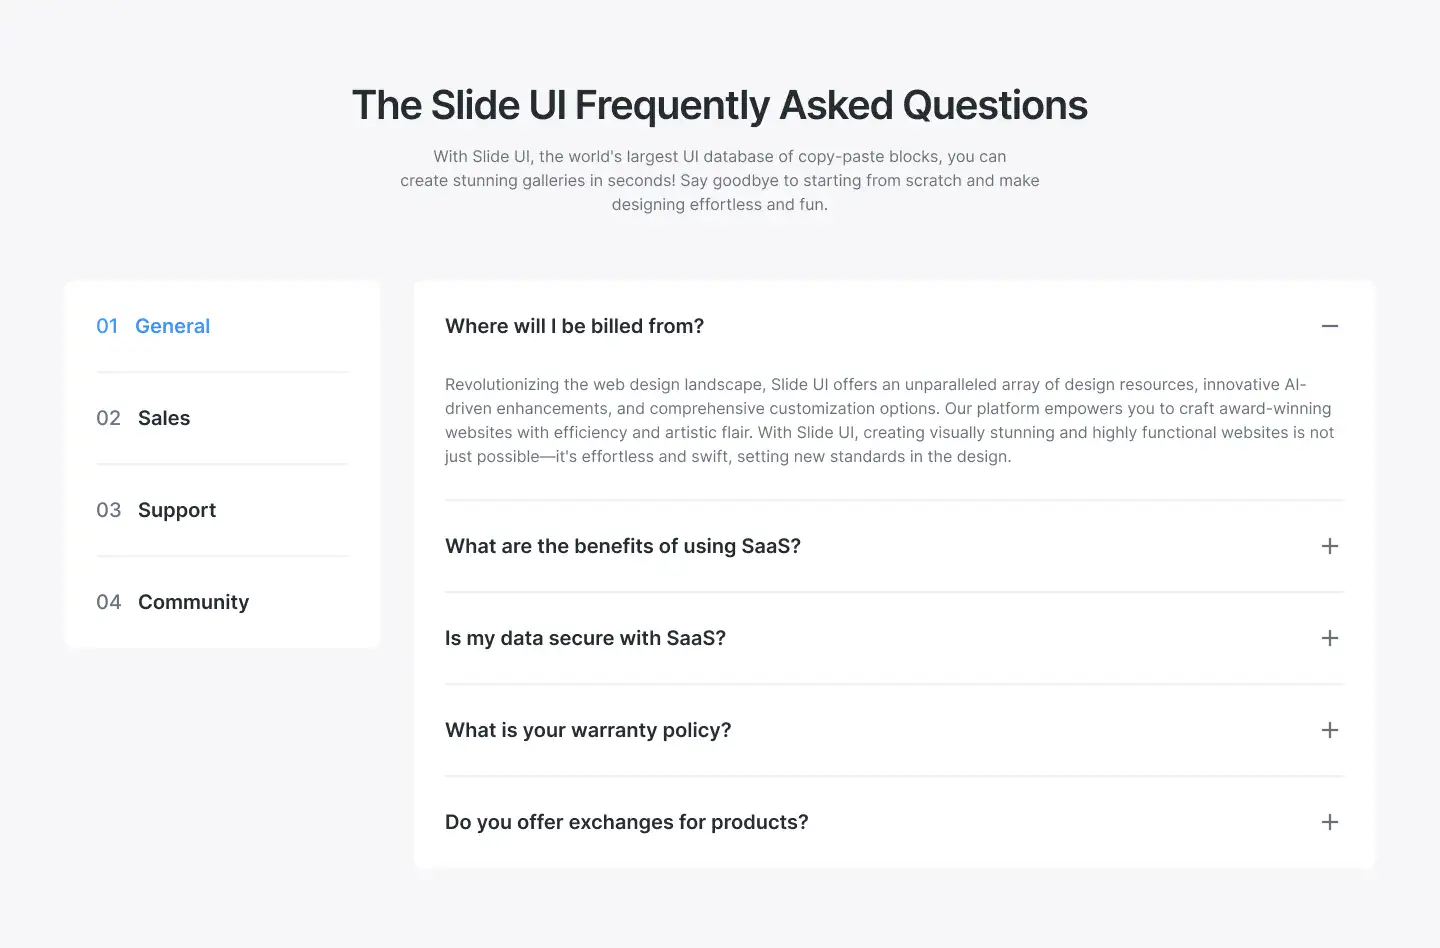 The Slide UI Frequently Asked Questions
With Slide UI, the world's largest UI database of copy-paste blocks, you can
create stunning galleries in seconds! Say goodbye to starting from scratch and make
designing effortless and fun.
01 General
02 Sales
03 Support
04 Community
Where will I be billed from?
Revolutionizing the web design landscape, Slide UI offers an unparalleled array of design resources, innovative AI-
driven enhancements, and comprehensive customization options. Our platform empowers you to craft award-winning
websites with efficiency and artistic flair. With Slide UI, creating visually stunning and highly functional websites is not
just possible—it's effortless and swift, setting new standards in the design.
What are the benefits of using SaaS?
Is my data secure with SaaS?
What is your warranty policy?
Do you offer exchanges for products?